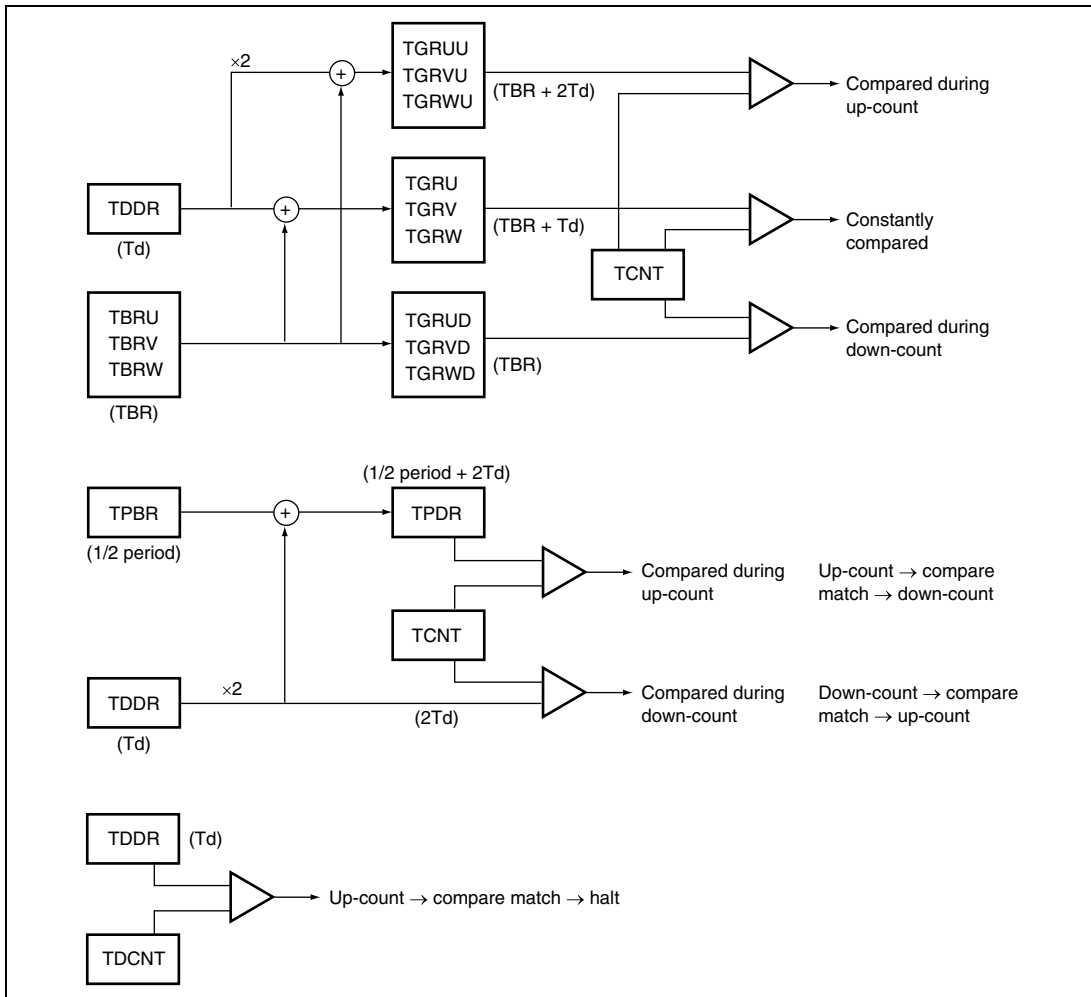 ×2
TGRUU
TGRVU
TGRWU
(TBR + 2Td)
Compared during
up-count
TDDR
(Td)
TGRU
TGRV
TGRW
(TBR + Td)
Constantly
compared
TCNT
TBRU
TBRV
TBRW
(TBR)
TGRUD
TGRVD
TGRWD
(TBR)
Compared during
down-count
(1/2 period + 2Td)
TPBR
(1/2 period)
TPDR
Compared during
up-count
Up-count → compare
match → down-count
TCNT
TDDR
(Td)
×2
(2Td)
Compared during
down-count
Down-count → compare
match → up-count
TDDR
(Td)
Up-count → compare match → halt
TDCNT